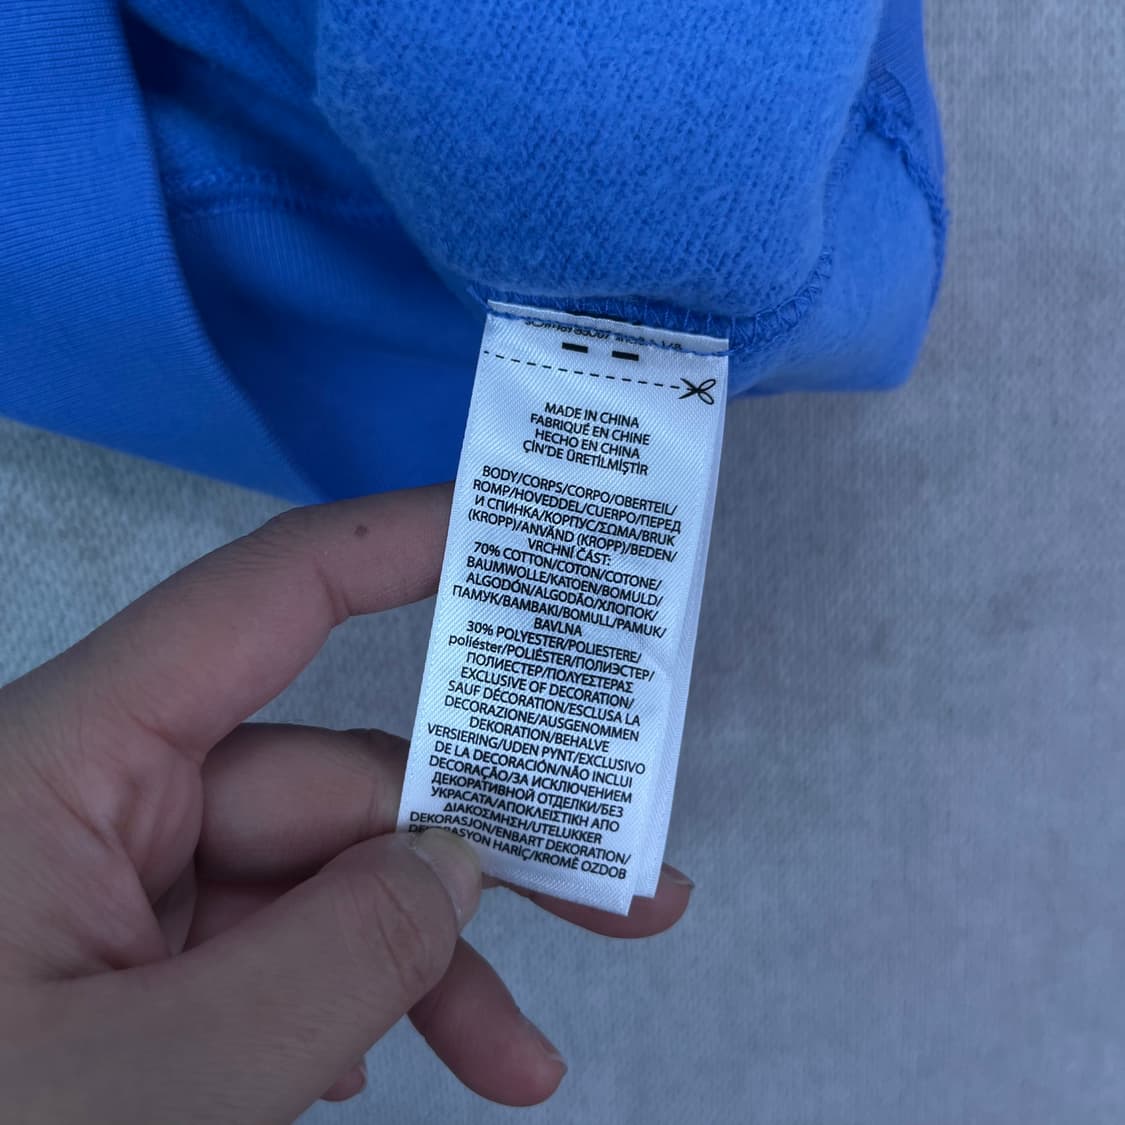 MADE IN CHINA
FABRIQUÉ EN CHINE
HECHO EN CHINA
ÇİN'DE ÜRETİLMİŞTİR
BODY/CORPS/CORPO/OBERTEIL/
ROMP/HOVEDDEL/CUERPO/ПЕРЕД
И СПИНКА/КОРПУС/ΣΩΜΑ/BRUK
(KROPP)/ANVÄND (KROPP)/BEDEN/
VRCHNÍ ČÁST:
70% COTTON/COTON/COTONE/
BAUMWOLLE/KATOEN/BOMULD/
ALGODÓN/ALGODÃO/ХЛОПОК/
ПАМУК/ΒΑΜΒΑΚΙ/BOMULL/PAMUK/
BAVLNA
30% POLYESTER/POLIESTERE/
poliéster/POLIÉSTER/ПОЛИЭСТЕР/
ПОЛИЕСТЕР/ΠΟΛΥΕΣΤΕΡΑΣ
EXCLUSIVE OF DECORATION/
SAUF DÉCORATION/ESCLUSA LA
DECORAZIONE/AUSGENOMMEN
DEKORATION/BEHALVE
VERSIERING/UDEN PYNT/EXCLUSIVO
DE LA DECORACIÓN/NÃO INCLUI
DECORAÇÃO/ЗА ИСКЛЮЧЕНИЕМ
ДЕКОРАТИВНОЙ ОТДЕЛКИ/БЕЗ
УКРАСАТА/ΑΠΟΚΛΕΙΣΤΙΚΗ ΑΠΟ
ΔΙΑΚΟΣΜΗΣΗ/UTELUKKER
DEKORASJON/ENBART DEKORATION/
DEKORASYON HARİÇ/KROMĚ OZDOB